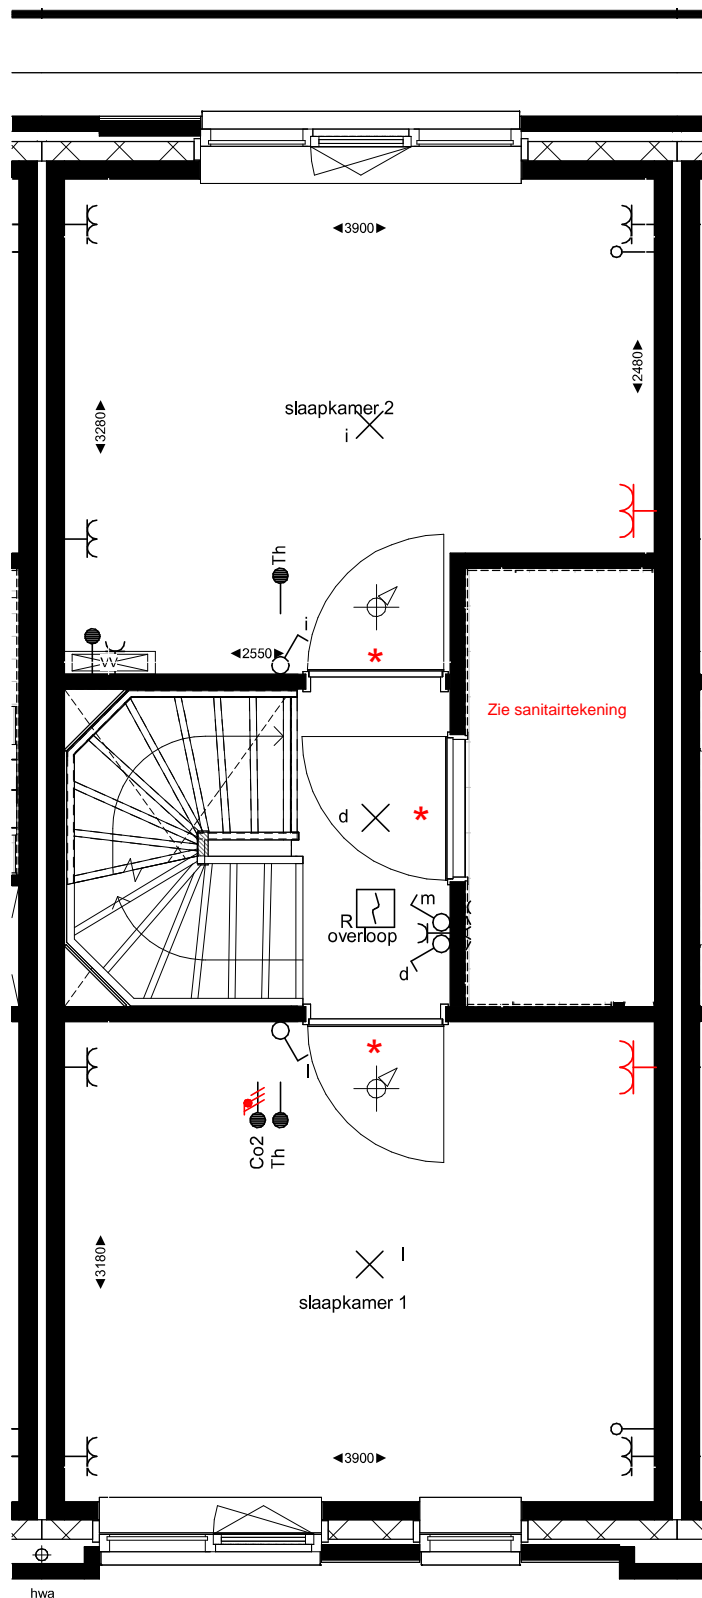 3900
2480
3280
slaapkamer 2
i
Th
i
2550
W
Zie sanitairtekening
d
m
R
overloop
d
l
Co2
Th
3180
l
slaapkamer 1
3900
hwa